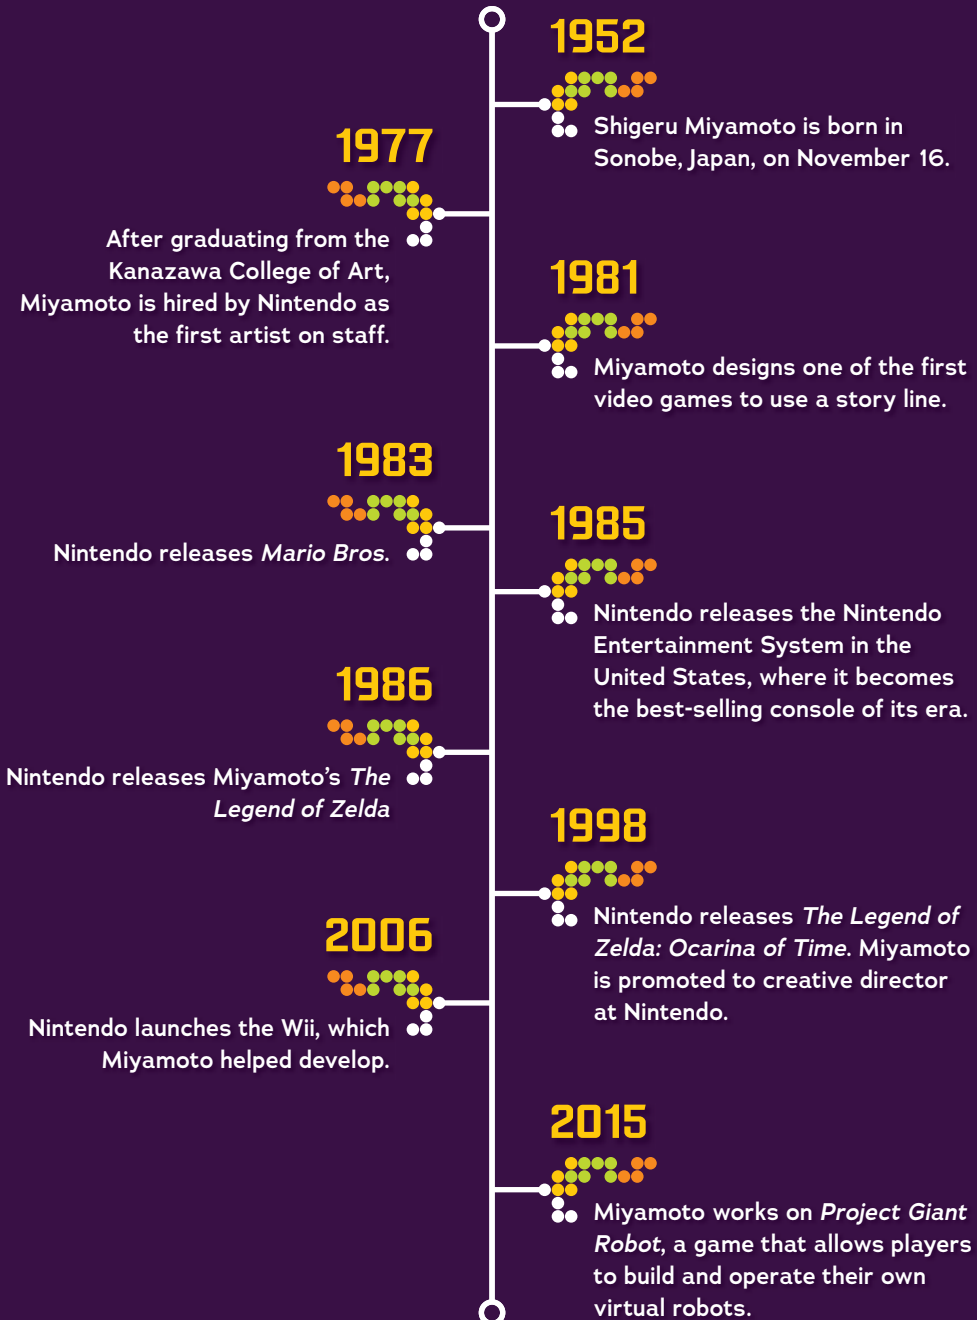 1952
Shigeru Miyamoto is born in
Sonobe, Japan, on November 16.
1977
After graduating from the
Kanazawa College of Art,
Miyamoto is hired by Nintendo as
the first artist on staff.
1981
Miyamoto designs one of the first
video games to use a story line.
1983
Nintendo releases Mario Bros.
1985
Nintendo releases the Nintendo
Entertainment System in the
United States, where it becomes
the best-selling console of its era.
1986
Nintendo releases Miyamoto’s The
Legend of Zelda
1998
Nintendo releases The Legend of
Zelda: Ocarina of Time. Miyamoto
is promoted to creative director
at Nintendo.
2006
Nintendo launches the Wii, which
Miyamoto helped develop.
2015
Miyamoto works on Project Giant
Robot, a game that allows players
to build and operate their own
virtual robots.